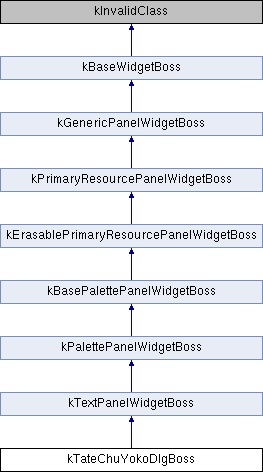 kInvalidClass
kBaseWidgetBoss
kGenericPanelWidgetBoss
kPrimaryResourcePanelWidgetBoss
kErasablePrimaryResourcePanelWidgetBoss
kBasePalettePanelWidgetBoss
kPalettePanelWidgetBoss
kTextPanelWidgetBoss
kTateChuYokoDlgBoss